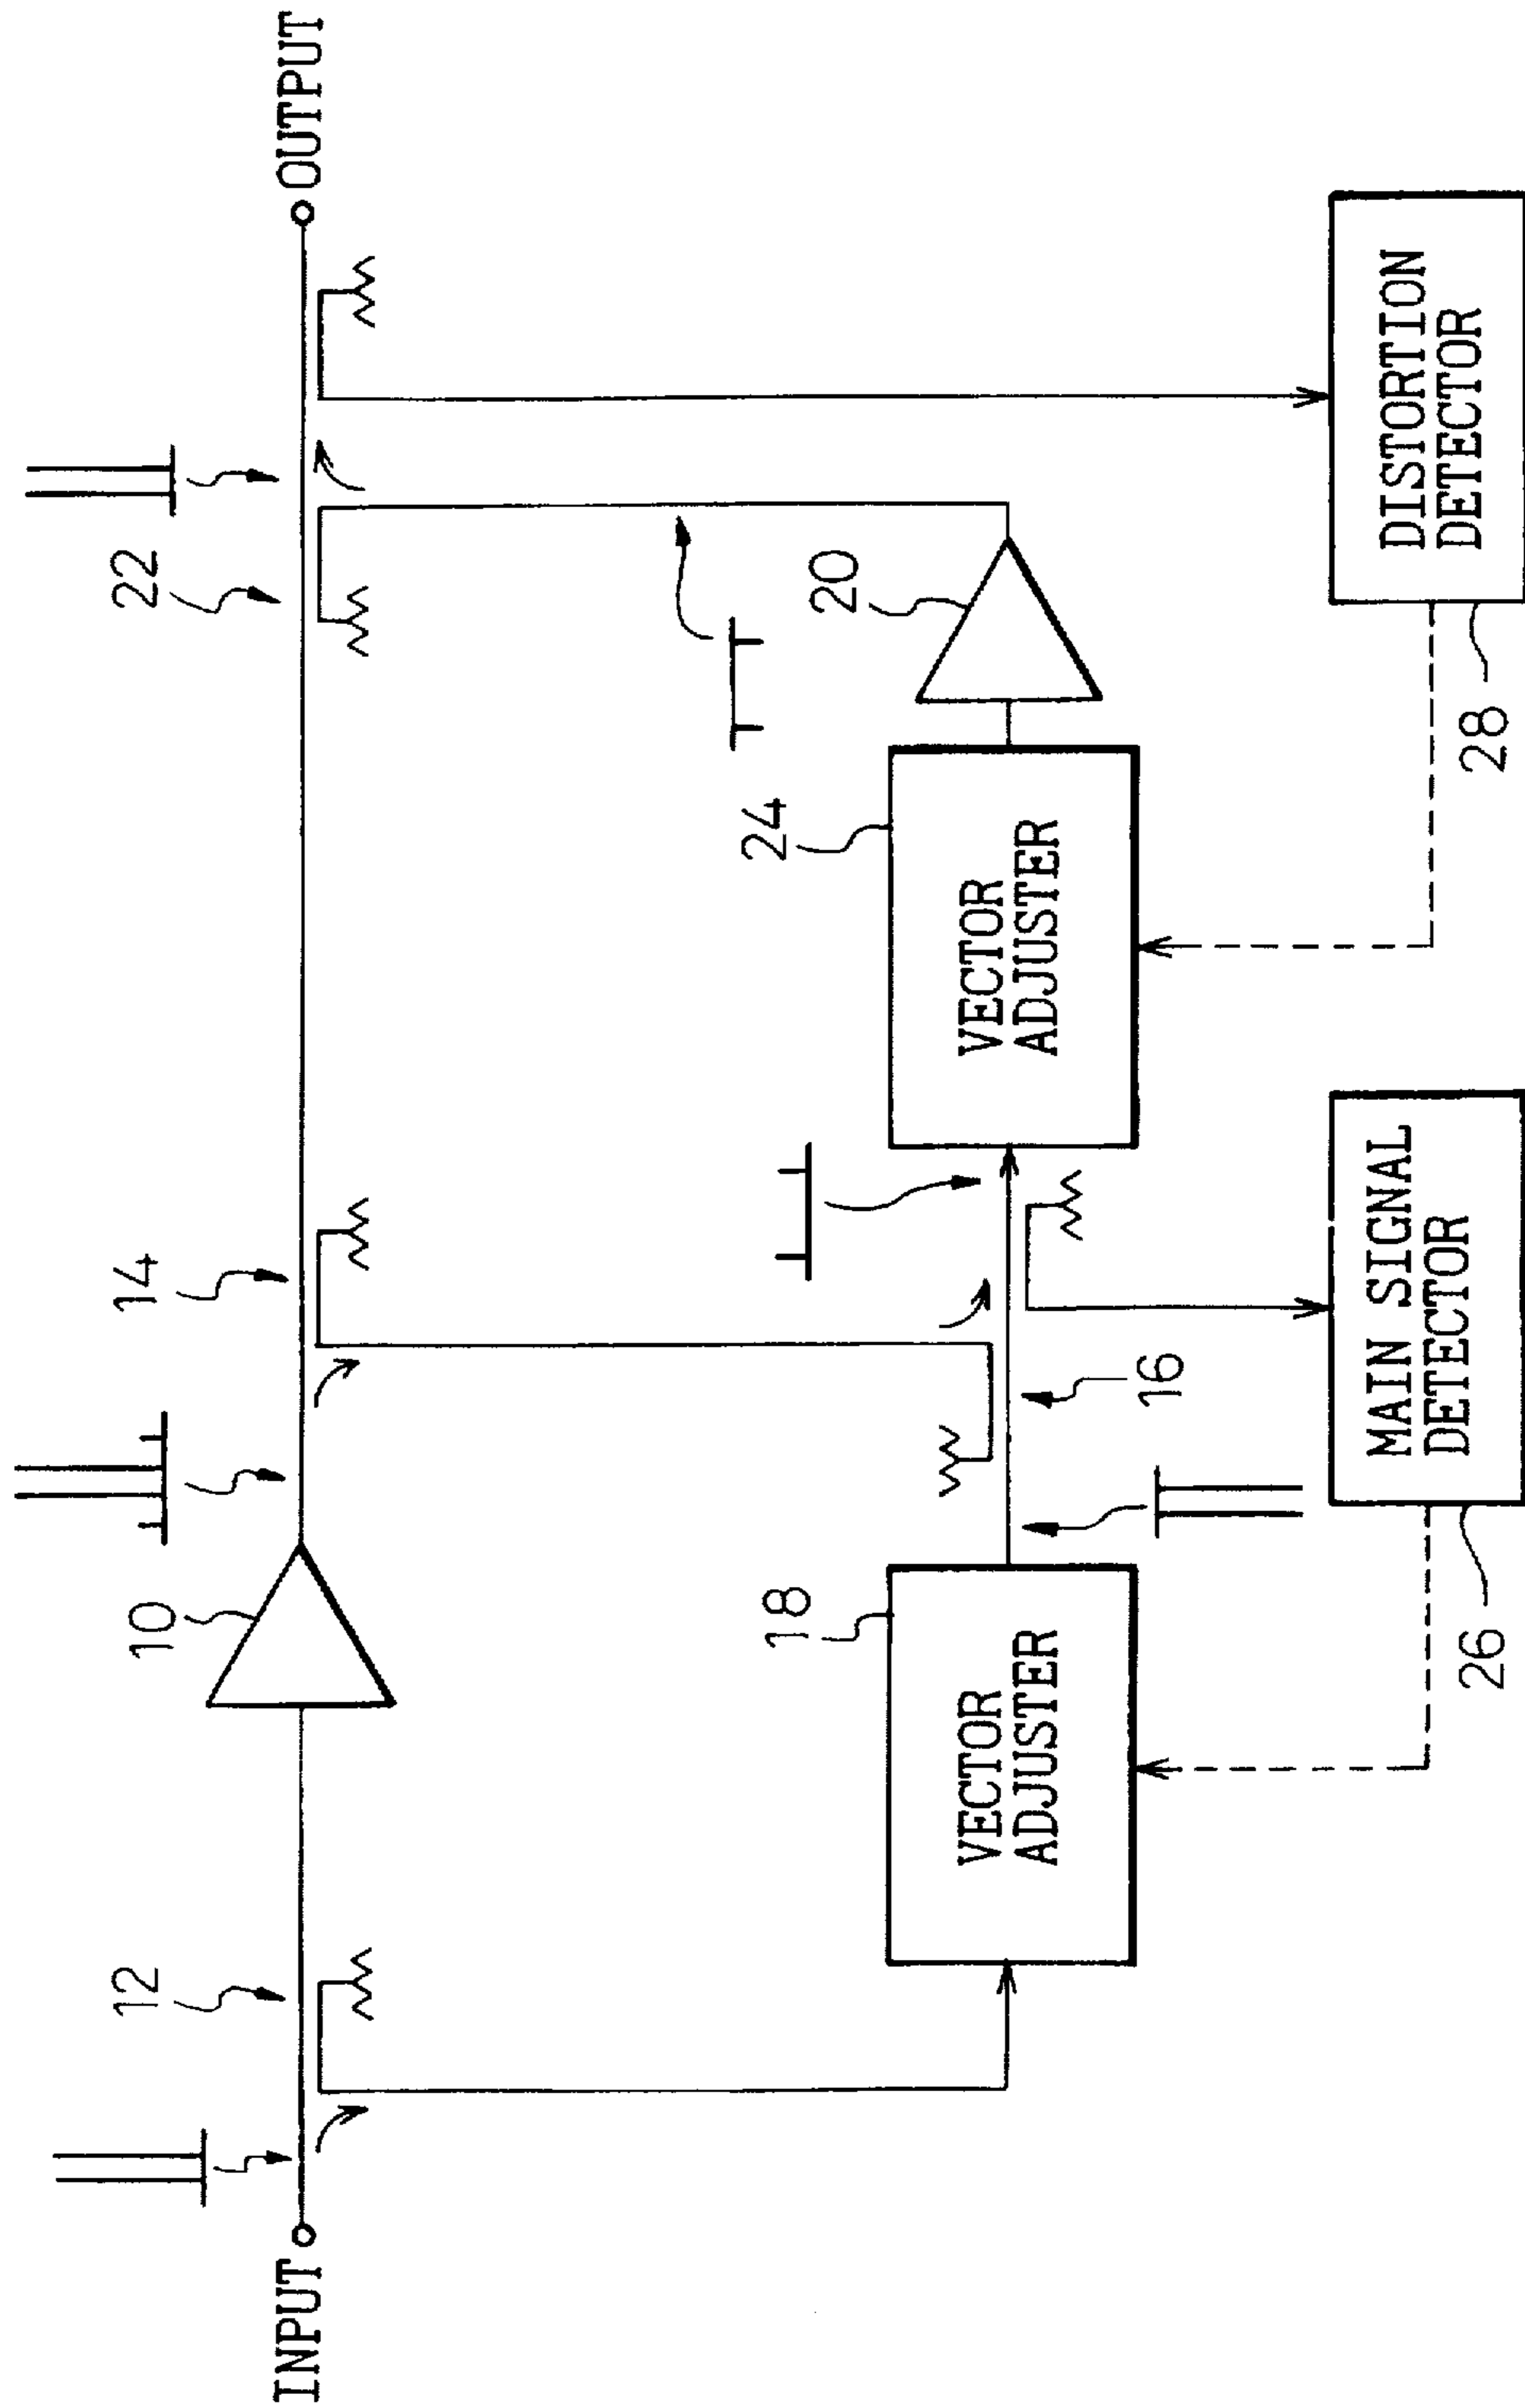 INPUT
12
10
14
22
OUTPUT
18
VECTOR
ADJUSTER
16
24
VECTOR
ADJUSTER
20
26
MAIN SIGNAL
DETECTOR
28
DISTORTION
DETECTOR